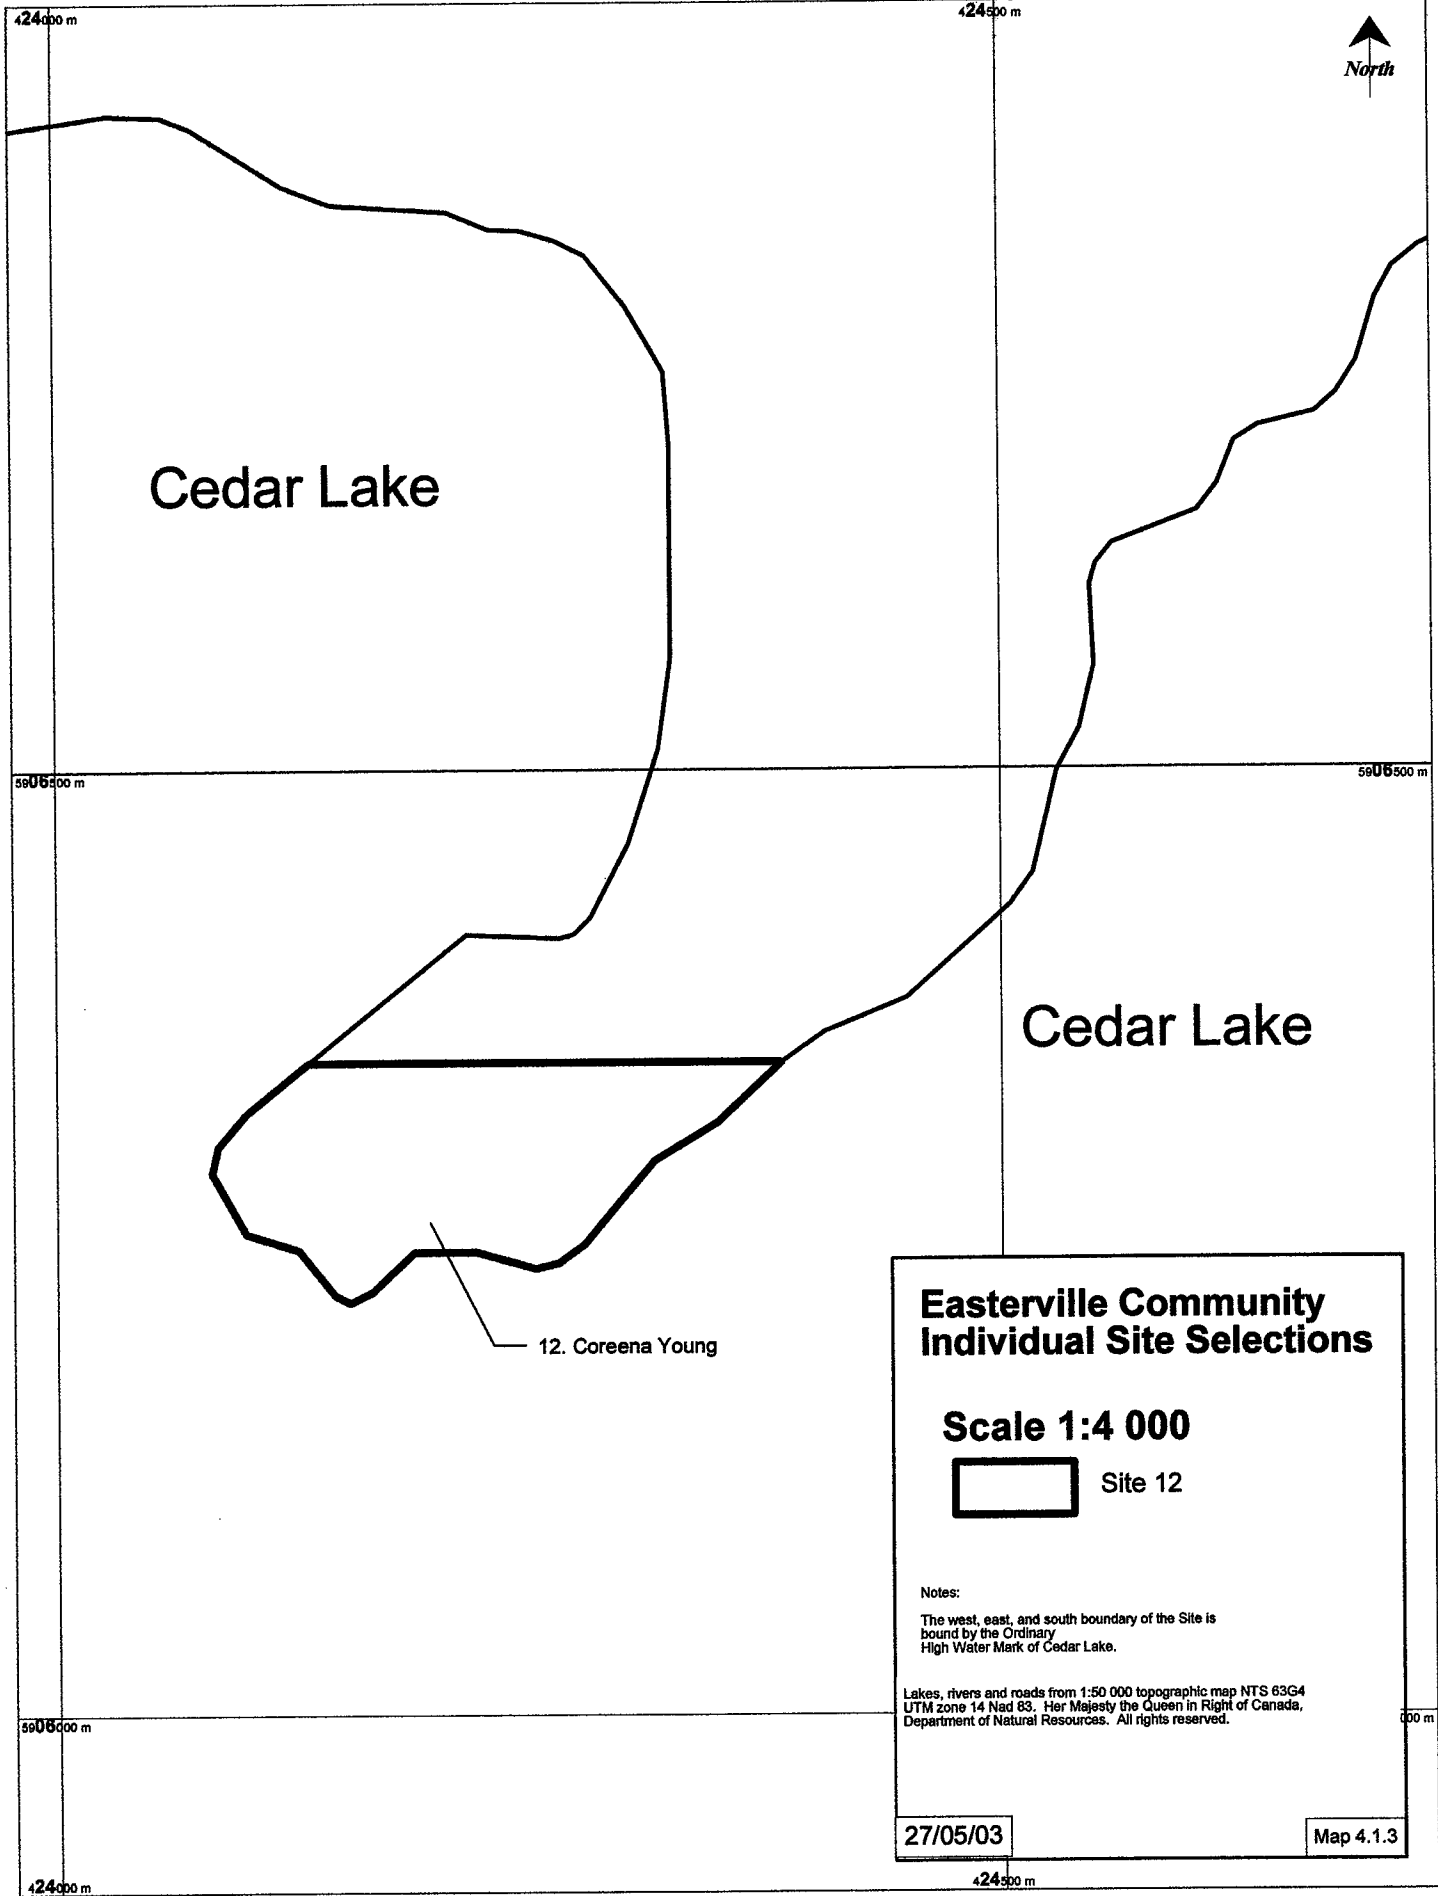 424000 m
424500 m
North
Cedar Lake
5906500 m
5906500 m
Cedar Lake
12. Coreena Young
Easterville Community
Individual Site Selections
Scale 1:4 000
Site 12
Notes:
The west, east, and south boundary of the Site is
bound by the Ordinary
High Water Mark of Cedar Lake.
Lakes, rivers and roads from 1:50 000 topographic map NTS 63G4
UTM zone 14 Nad 83.  Her Majesty the Queen in Right of Canada,
Department of Natural Resources.  All rights reserved.
5906000 m
000 m
27/05/03
Map 4.1.3
424000 m
424500 m